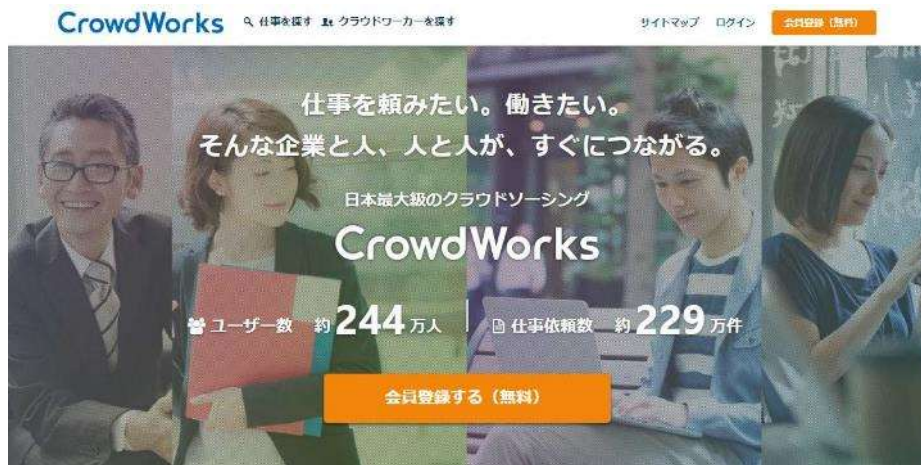 CrowdWorks 仕事を探す クラウドワーカーを探す サイトマップ ログイン 会員登録（無料）
仕事を頼みたい。働きたい。
そんな企業と人、人と人が、すぐにつながる。
日本最大級のクラウドソーシング
CrowdWorks
ユーザー数 約244万人 仕事依頼数 約229万件
会員登録する（無料）